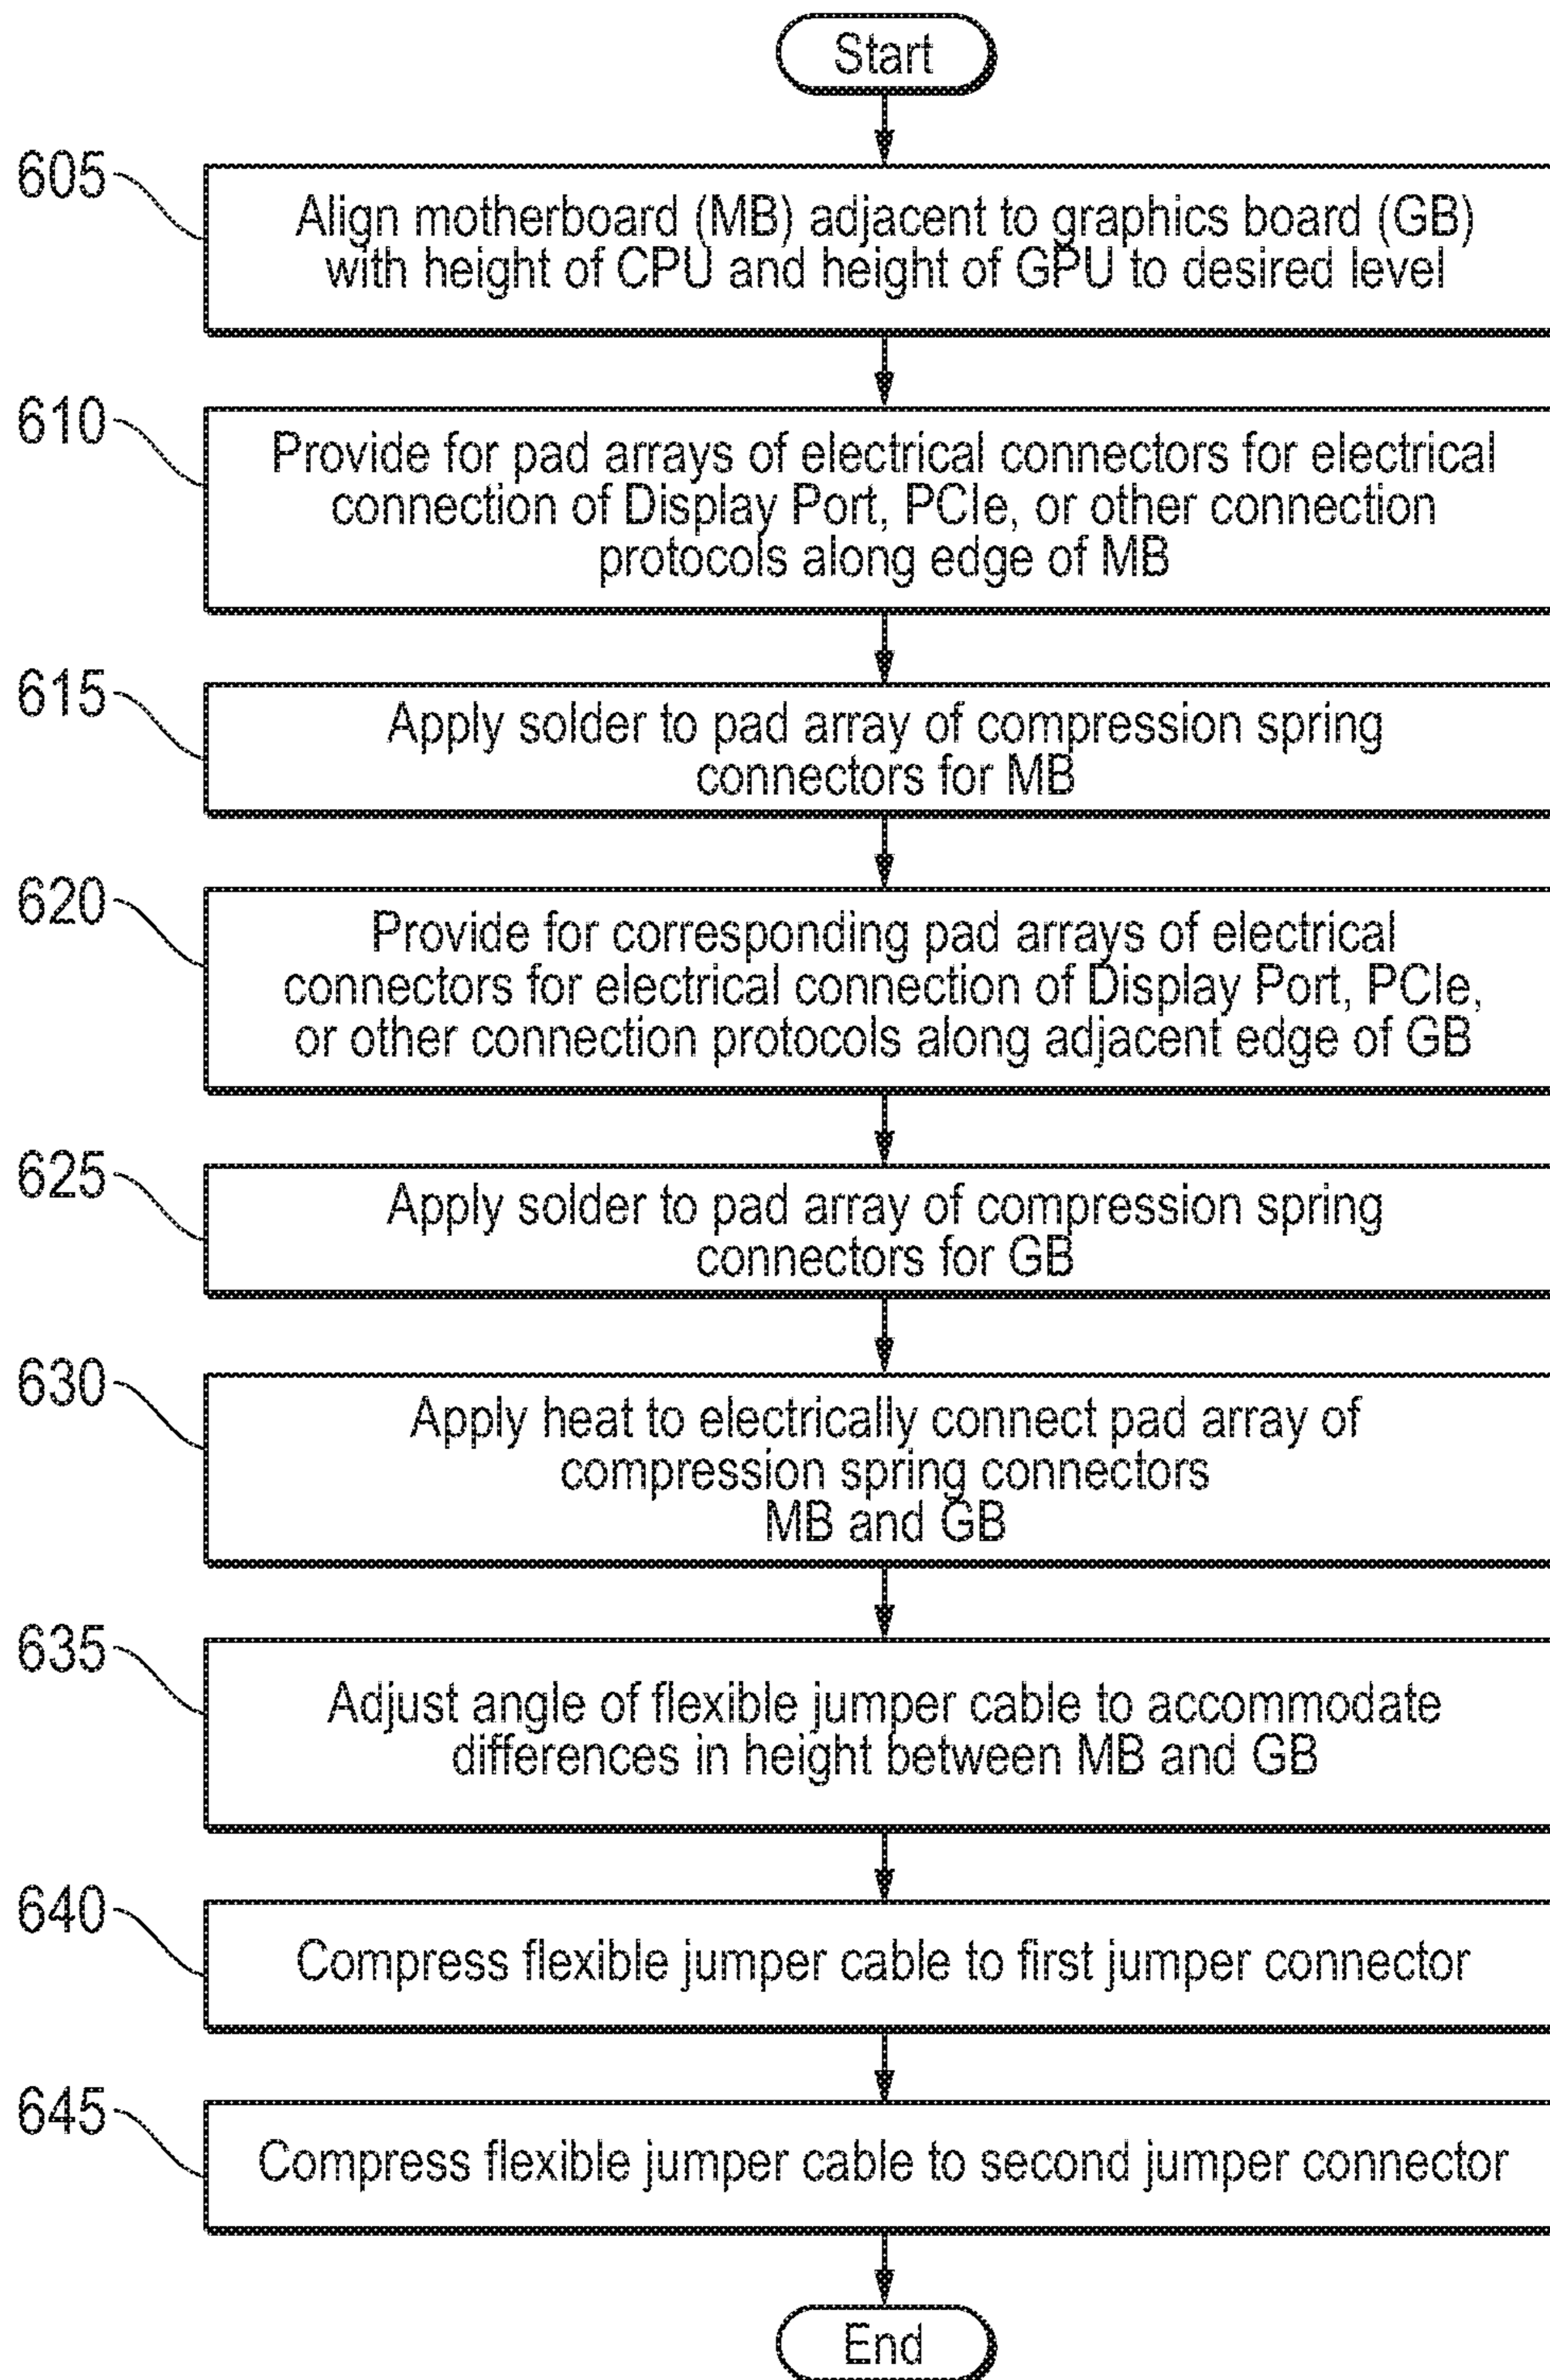 Start
605
Align motherboard (MB) adjacent to graphics board (GB)
with height of CPU and height of GPU to desired level
610
Provide for pad arrays of electrical connectors for electrical
connection of Display Port, PCIe, or other connection
protocols along edge of MB
615
Apply solder to pad array of compression spring
connectors for MB
620
Provide for corresponding pad arrays of electrical
connectors for electrical connection of Display Port, PCIe,
or other connection protocols along adjacent edge of GB
625
Apply solder to pad array of compression spring
connectors for GB
630
Apply heat to electrically connect pad array of
compression spring connectors
MB and GB
635
Adjust angle of flexible jumper cable to accommodate
differences in height between MB and GB
640
Compress flexible jumper cable to first jumper connector
645
Compress flexible jumper cable to second jumper connector
End